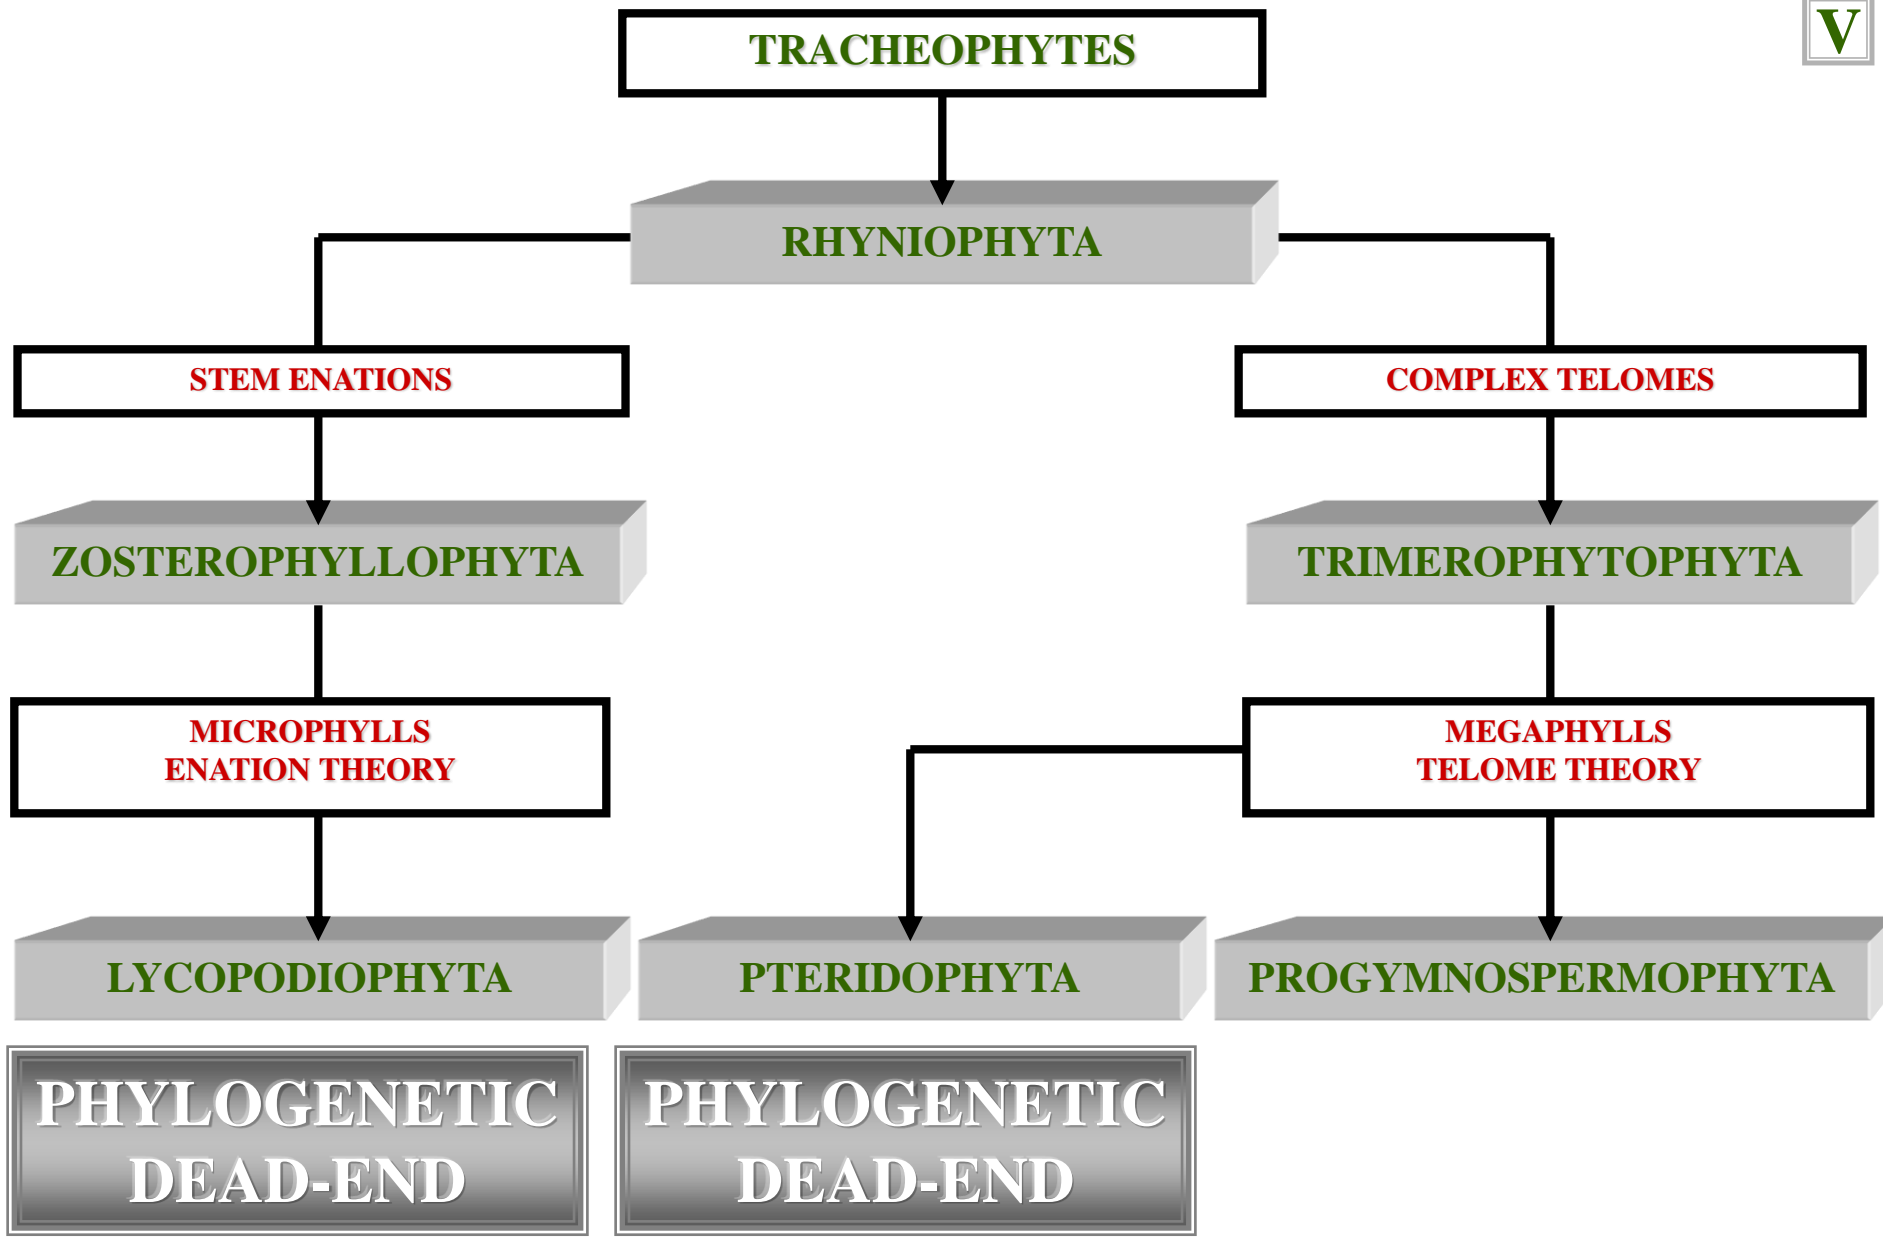 V
TRACHEOPHYTES
RHYNIOPHYTA
STEM ENATIONS
COMPLEX TELOMES
ZOSTEROPHYLLOPHYTA
TRIMEROPHYTOPHYTA
MICROPHYLLS
ENATION THEORY
MEGAPHYLLS
TELOME THEORY
LYCOPODIOPHYTA
PTERIDOPHYTA
PROGYMNOSPERMOPHYTA
PHYLOGENETIC
DEAD-END
PHYLOGENETIC
DEAD-END